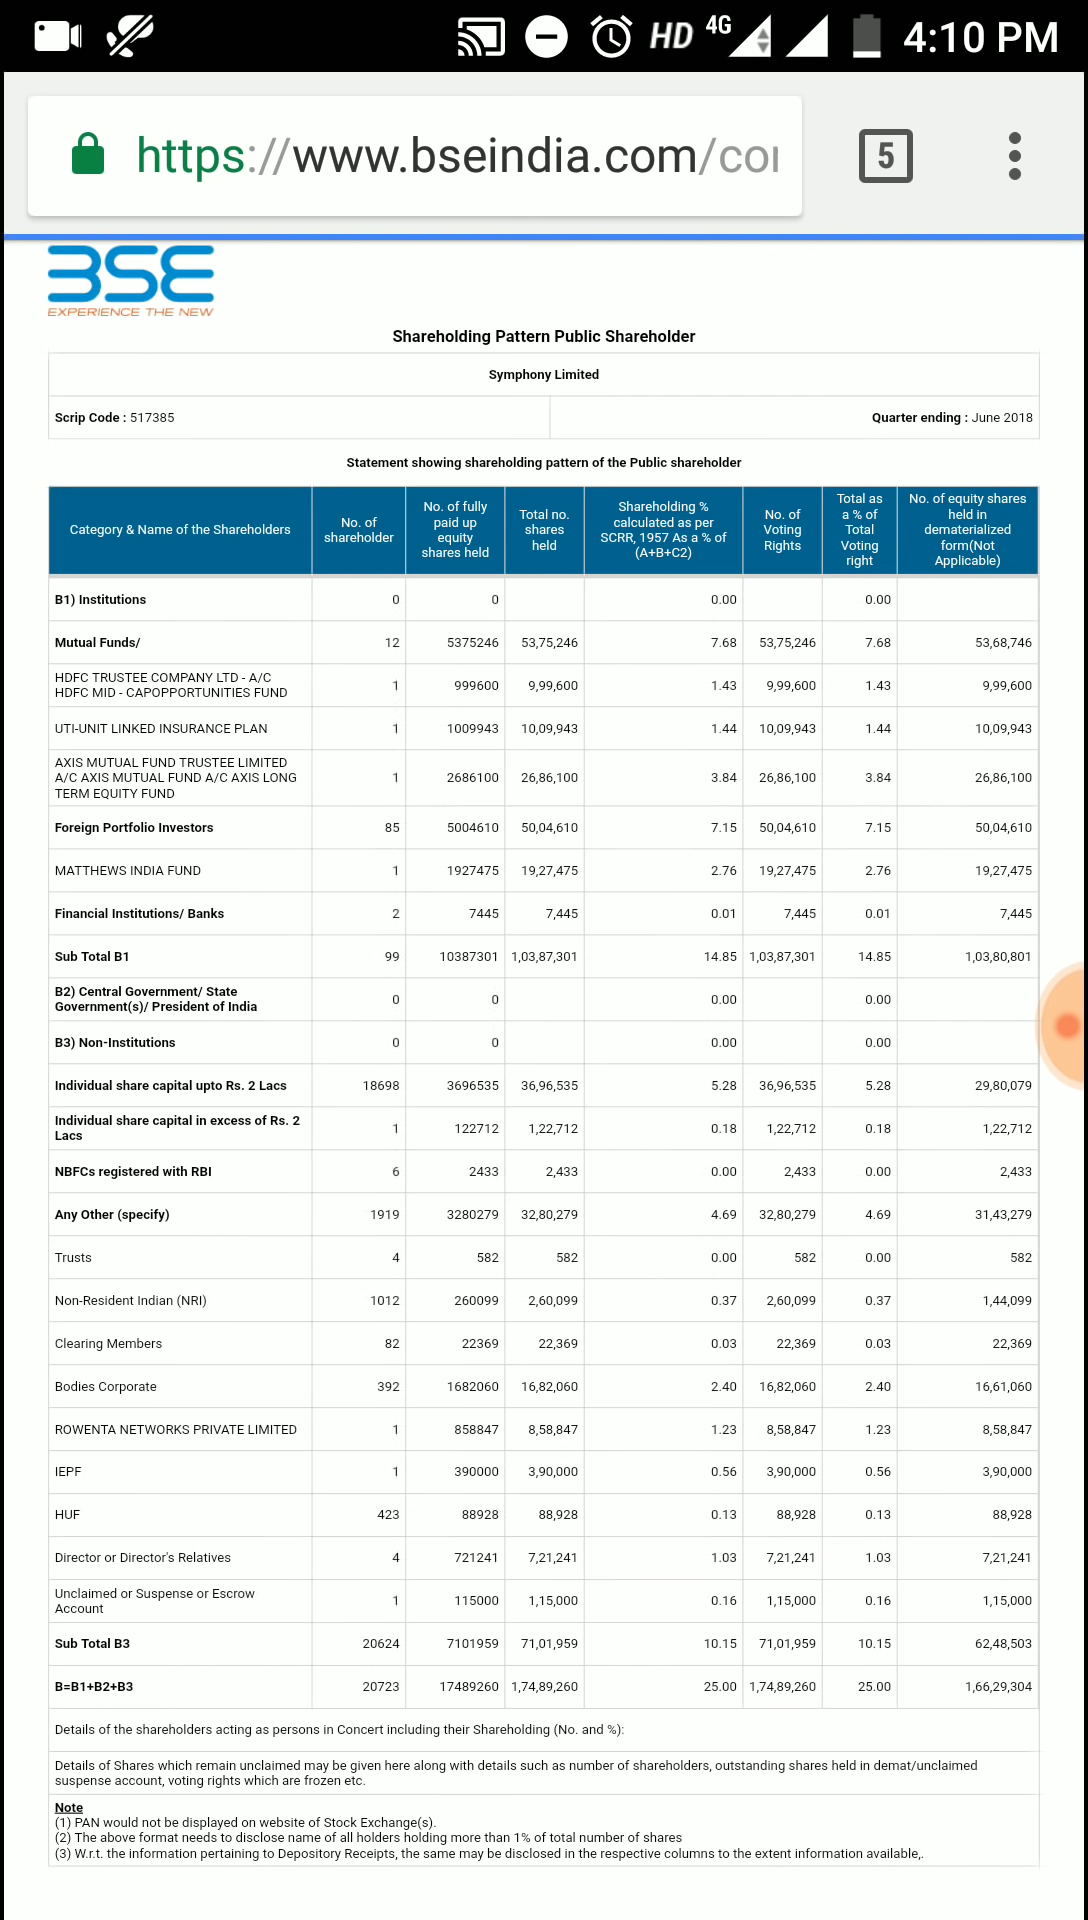 HD 4G 4:10 PM
https://www.bseindia.com/co
5
BSE
EXPERIENCE THE NEW
Shareholding Pattern Public Shareholder
Symphony Limited
Scrip Code : 517385 Quarter ending : June 2018
Statement showing shareholding pattern of the Public shareholder
Category & Name of the Shareholders
No. of
shareholder
No. of fully
paid up
equity
shares held
Total no.
shares
held
Shareholding %
calculated as per
SCRR, 1957 As a % of
(A+B+C2)
No. of
Voting
Rights
Total as
a % of
Total
Voting
right
No. of equity shares
held in
dematerialized
form(Not
Applicable)
B1) Institutions 0 0 0.00 0.00
Mutual Funds/ 12 5375246 53,75,246 7.68 53,75,246 7.68 53,68,746
HDFC TRUSTEE COMPANY LTD - A/C
HDFC MID - CAPOPPORTUNITIES FUND 1 999600 9,99,600 1.43 9,99,600 1.43 9,99,600
UTI-UNIT LINKED INSURANCE PLAN 1 1009943 10,09,943 1.44 10,09,943 1.44 10,09,943
AXIS MUTUAL FUND TRUSTEE LIMITED
A/C AXIS MUTUAL FUND A/C AXIS LONG
TERM EQUITY FUND 1 2686100 26,86,100 3.84 26,86,100 3.84 26,86,100
Foreign Portfolio Investors 85 5004610 50,04,610 7.15 50,04,610 7.15 50,04,610
MATTHEWS INDIA FUND 1 1927475 19,27,475 2.76 19,27,475 2.76 19,27,475
Financial Institutions/ Banks 2 7445 7,445 0.01 7,445 0.01 7,445
Sub Total B1 99 10387301 1,03,87,301 14.85 1,03,87,301 14.85 1,03,80,801
B2) Central Government/ State
Government(s)/ President of India 0 0 0.00 0.00
B3) Non-Institutions 0 0 0.00 0.00
Individual share capital upto Rs. 2 Lacs 18698 3696535 36,96,535 5.28 36,96,535 5.28 29,80,079
Individual share capital in excess of Rs. 2
Lacs 1 122712 1,22,712 0.18 1,22,712 0.18 1,22,712
NBFCs registered with RBI 6 2433 2,433 0.00 2,433 0.00 2,433
Any Other (specify) 1919 3280279 32,80,279 4.69 32,80,279 4.69 31,43,279
Trusts 4 582 582 0.00 582 0.00 582
Non-Resident Indian (NRI) 1012 260099 2,60,099 0.37 2,60,099 0.37 1,44,099
Clearing Members 82 22369 22,369 0.03 22,369 0.03 22,369
Bodies Corporate 392 1682060 16,82,060 2.40 16,82,060 2.40 16,61,060
ROWENTA NETWORKS PRIVATE LIMITED 1 858847 8,58,847 1.23 8,58,847 1.23 8,58,847
IEPF 1 390000 3,90,000 0.56 3,90,000 0.56 3,90,000
HUF 423 88928 88,928 0.13 88,928 0.13 88,928
Director or Director's Relatives 4 721241 7,21,241 1.03 7,21,241 1.03 7,21,241
Unclaimed or Suspense or Escrow
Account 1 115000 1,15,000 0.16 1,15,000 0.16 1,15,000
Sub Total B3 20624 7101959 71,01,959 10.15 71,01,959 10.15 62,48,503
B=B1+B2+B3 20723 17489260 1,74,89,260 25.00 1,74,89,260 25.00 1,66,29,304
Details of the shareholders acting as persons in Concert including their Shareholding (No. and %):
Details of Shares which remain unclaimed may be given here along with details such as number of shareholders, outstanding shares held in demat/unclaimed
suspense account, voting rights which are frozen etc.
Note
(1) PAN would not be displayed on website of Stock Exchange(s).
(2) The above format needs to disclose name of all holders holding more than 1% of total number of shares
(3) W.r.t. the information pertaining to Depository Receipts, the same may be disclosed in the respective columns to the extent information available,.